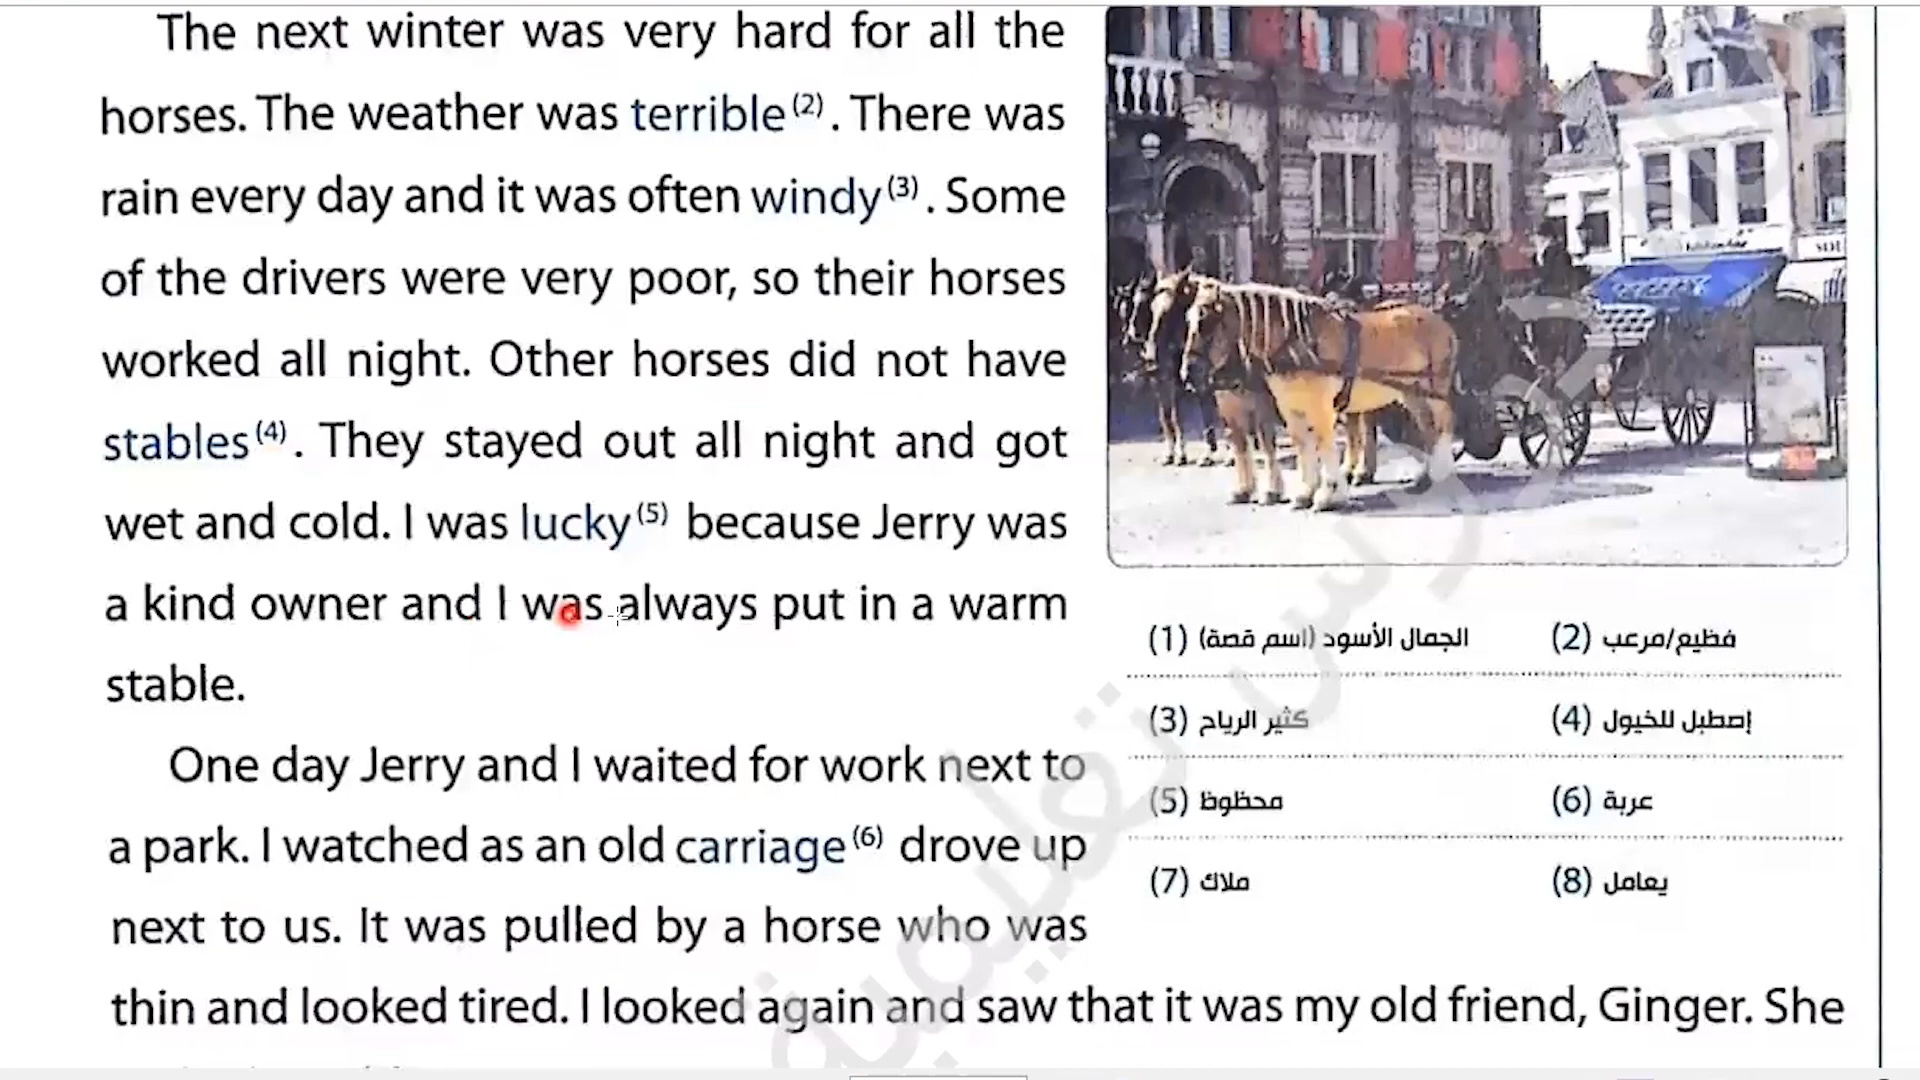 The next winter was very hard for all the
horses. The weather was terrible(2). There was
rain every day and it was often windy(3). Some
of the drivers were very poor, so their horses
worked all night. Other horses did not have
stables(4). They stayed out all night and got
wet and cold. I was lucky(5) because Jerry was
a kind owner and I was always put in a warm
stable.
One day Jerry and I waited for work next to
a park. I watched as an old carriage(6) drove up
next to us. It was pulled by a horse who was
thin and looked tired. I looked again and saw that it was my old friend, Ginger. She
(1) الجمال الأسود (اسم قصة) (2) فظيع/مرعب
(3) كثير الرياح (4) إصطبل للخيول
(5) محظوظ (6) عربة
(7) ملاك (8) يعامل
دروس تعليمية